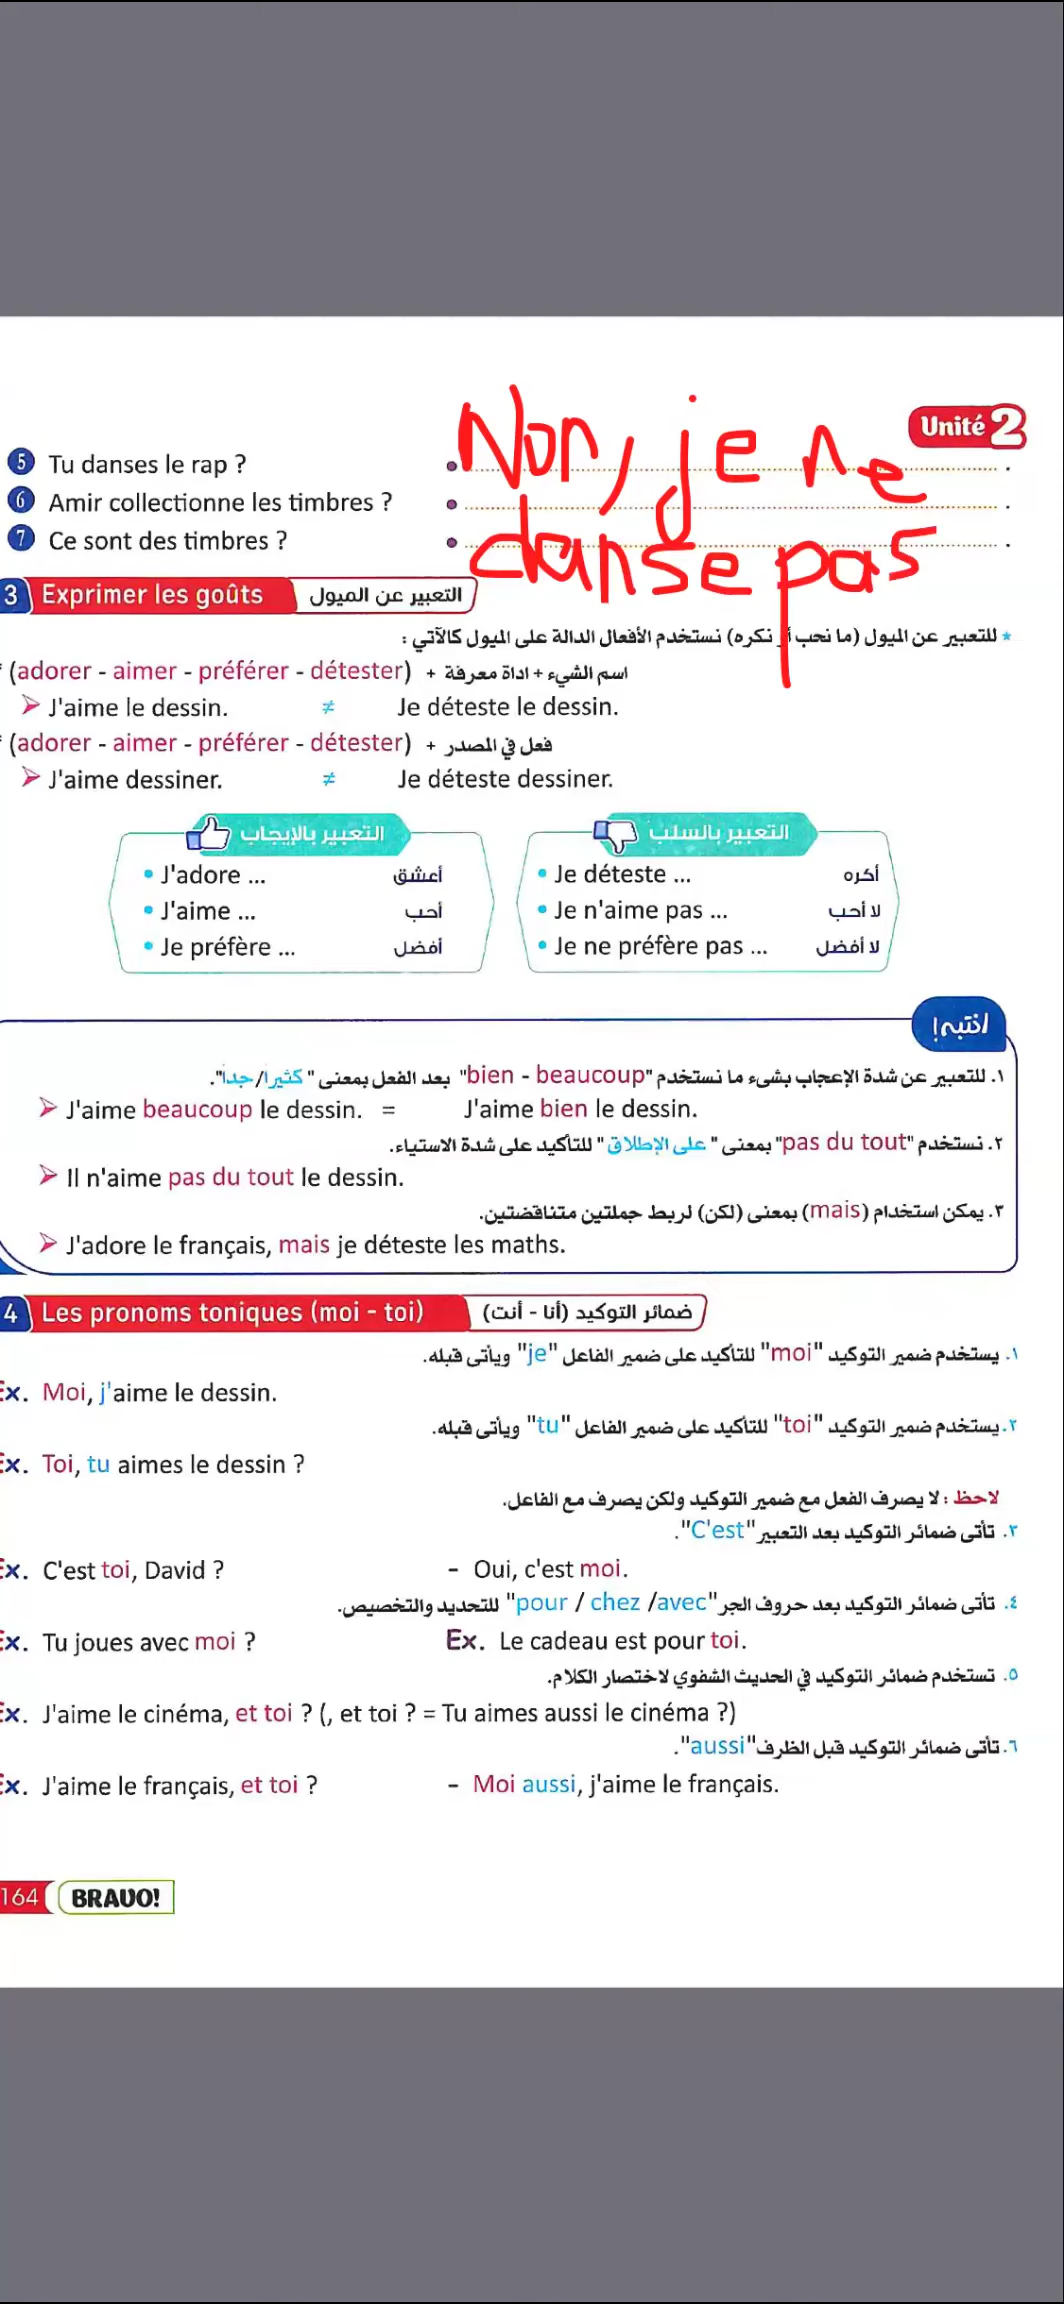 Unité 2
5 Tu danses le rap ?
6 Amir collectionne les timbres ?
7 Ce sont des timbres ?
Non, je ne
danse pas
3 Exprimer les goûts التعبير عن الميول
* للتعبير عن الميول (ما نحب أو نكره) نستخدم الأفعال الدالة على الميول كالآتي :
* (adorer - aimer - préférer - détester) + اسم الشيء + اداة معرفة
➤ J'aime le dessin. ≠ Je déteste le dessin.
* (adorer - aimer - préférer - détester) + فعل في المصدر
➤ J'aime dessiner. ≠ Je déteste dessiner.
التعبير بالإيجاب
• J'adore ... أعشق
• J'aime ... أحب
• Je préfère ... أفضل
التعبير بالسلب
• Je déteste ... أكره
• Je n'aime pas ... لا أحب
• Je ne préfère pas ... لا أفضل
انتبه!
١. للتعبير عن شدة الإعجاب بشيء ما نستخدم "bien - beaucoup" بعد الفعل بمعنى " كثيرا / جدا".
➤ J'aime beaucoup le dessin. = J'aime bien le dessin.
٢. نستخدم "pas du tout" بمعنى " على الإطلاق " للتأكيد على شدة الاستياء.
➤ Il n'aime pas du tout le dessin.
٣. يمكن استخدام (mais) بمعنى (لكن) لربط جملتين متناقضتين.
➤ J'adore le français, mais je déteste les maths.
4 Les pronoms toniques (moi - toi) ضمائر التوكيد (أنا - أنت)
١. يستخدم ضمير التوكيد "moi" للتأكيد على ضمير الفاعل "je" ويأتى قبله.
Ex. Moi, j'aime le dessin.
٢. يستخدم ضمير التوكيد "toi" للتأكيد على ضمير الفاعل "tu" ويأتى قبله.
Ex. Toi, tu aimes le dessin ?
لاحظ : لا يصرف الفعل مع ضمير التوكيد ولكن يصرف مع الفاعل.
٣. تأتى ضمائر التوكيد بعد التعبير "C'est".
Ex. C'est toi, David ? - Oui, c'est moi.
٤. تأتى ضمائر التوكيد بعد حروف الجر "pour / chez /avec" للتحديد والتخصيص.
Ex. Tu joues avec moi ? Ex. Le cadeau est pour toi.
٥. تستخدم ضمائر التوكيد في الحديث الشفوي لاختصار الكلام.
Ex. J'aime le cinéma, et toi ? (, et toi ? = Tu aimes aussi le cinéma ?)
٦. تأتى ضمائر التوكيد قبل الظرف "aussi".
Ex. J'aime le français, et toi ? - Moi aussi, j'aime le français.
164 BRAVO!